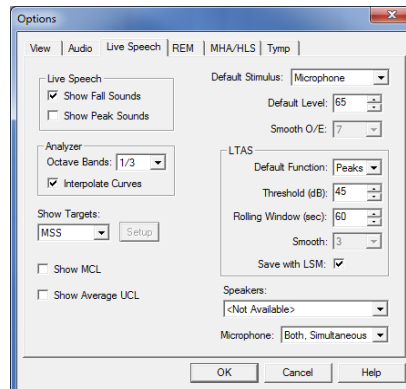 Options
View Audio Live Speech REM MHA/HLS Tymp
Live Speech
Show Fall Sounds
Show Peak Sounds
Analyzer
Octave Bands: 1/3
Interpolate Curves
Show Targets:
MSS Setup
Show MCL
Show Average UCL
Default Stimulus: Microphone
Default Level: 65
Smooth O/E: 7
LTAS
Default Function: Peaks
Threshold (dB): 45
Rolling Window (sec): 60
Smooth: 3
Save with LSM:
Speakers:
<Not Available>
Microphone: Both, Simultaneous
OK Cancel Help